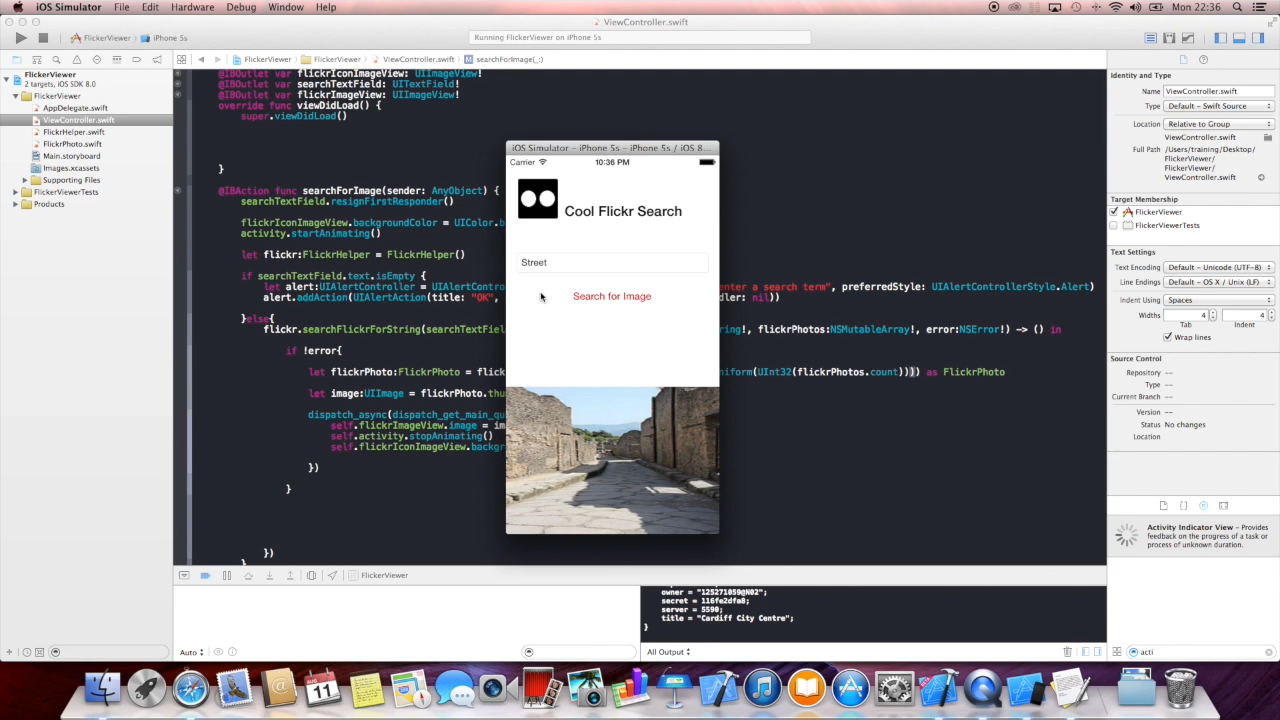 iOS Simulator File Edit Hardware Debug Window Help Mon 22:36
ViewController.swift
FlickerViewer iPhone 5s Running FlickerViewer on iPhone 5s
FlickerViewer FlickerViewer ViewController.swift searchForImage(_:)
FlickerViewer
2 targets, iOS SDK 8.0
FlickerViewer
AppDelegate.swift
ViewController.swift
FlickrHelper.swift
FlickrPhoto.swift
Main.storyboard
Images.xcassets
Supporting Files
FlickerViewerTests
Products
@IBOutlet var flickrIconImageView: UIImageView!
@IBOutlet var searchTextField: UITextField!
@IBOutlet var flickrImageView: UIImageView!
override func viewDidLoad() {
super.viewDidLoad()
}
@IBAction func searchForImage(sender: AnyObject) {
searchTextField.resignFirstResponder()
flickrIconImageView.backgroundColor = UIColor.b
activity.startAnimating()
let flickr:FlickrHelper = FlickrHelper()
if searchTextField.text.isEmpty {
let alert:UIAlertController = UIAlertContro enter a search term", preferredStyle: UIAlertControllerStyle.Alert)
alert.addAction(UIAlertAction(title: "OK", dler: nil))
}else{
flickr.searchFlickrForString(searchTextFiel ng!, flickrPhotos:NSMutableArray!, error:NSError!) -> () in
if !error{
let flickrPhoto:FlickrPhoto = flick niform(UInt32(flickrPhotos.count)))) as FlickrPhoto
let image:UIImage = flickrPhoto.thu
dispatch_async(dispatch_get_main_qu
self.flickrImageView.image = im
self.activity.stopAnimating()
self.flickrIconImageView.backgr
})
}
})
}
iOS Simulator – iPhone 5s – iPhone 5s / iOS 8...
Carrier 10:36 PM
Cool Flickr Search
Street
Search for Image
FlickerViewer
owner = "125271059@N02";
secret = 116fe2dfa8;
server = 5590;
title = "Cardiff City Centre";
}
Auto
All Output
Identity and Type
Name ViewController.swift
Type Default - Swift Source
Location Relative to Group
ViewController.swift
Full Path /Users/training/Desktop/
FlickerViewer/
FlickerViewer/
ViewController.swift
Target Membership
FlickerViewer
FlickerViewerTests
Text Settings
Text Encoding Default - Unicode (UTF-8)
Line Endings Default - OS X / Unix (LF)
Indent Using Spaces
Widths 4 4
Tab Indent
Wrap lines
Source Control
Repository --
Type --
Current Branch --
Version --
Status No changes
Location
Activity Indicator View - Provides
feedback on the progress of a task or
process of unknown duration.
acti
AUG
11